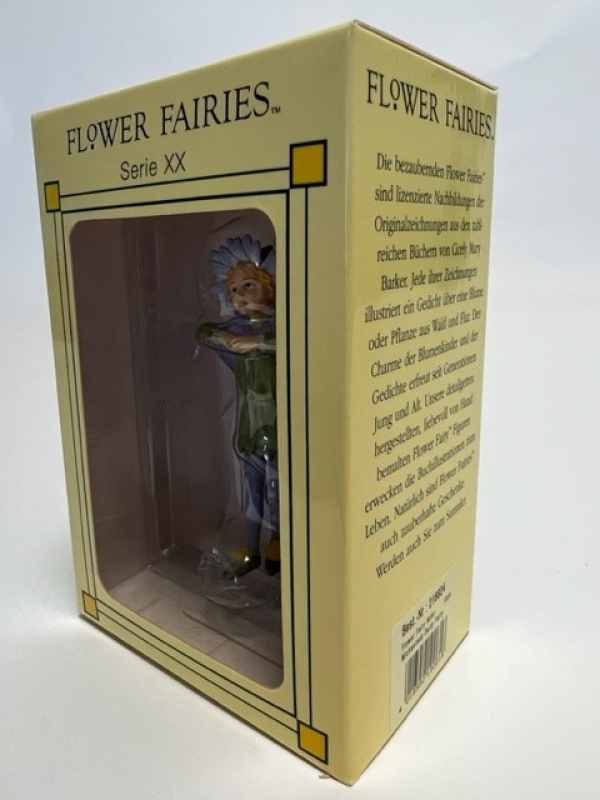 FLOWER FAIRIES™
Serie XX
FLOWER FAIRIES™
Die bezaubernden Flower Fairies™
sind lizenzierte Nachbildungen der
Originalzeichnungen aus den zahl-
reichen Büchern von Cicely Mary
Barker. Jede ihrer Zeichnungen
illustriert ein Gedicht über eine Blume
oder Pflanze aus Wald und Flur. Der
Charme der Blumenkinder und der
Gedichte erfreut seit Generationen
Jung und Alt. Unsere detailgetreu
hergestellten, liebevoll von Hand
bemalten Flower Fairy™ Figuren
erwecken die Buchillustrationen zum
Leben. Natürlich sind Flower Fairies™
auch zauberhafte Geschenke.
Werden auch Sie zum Sammler.
Best. Nr.